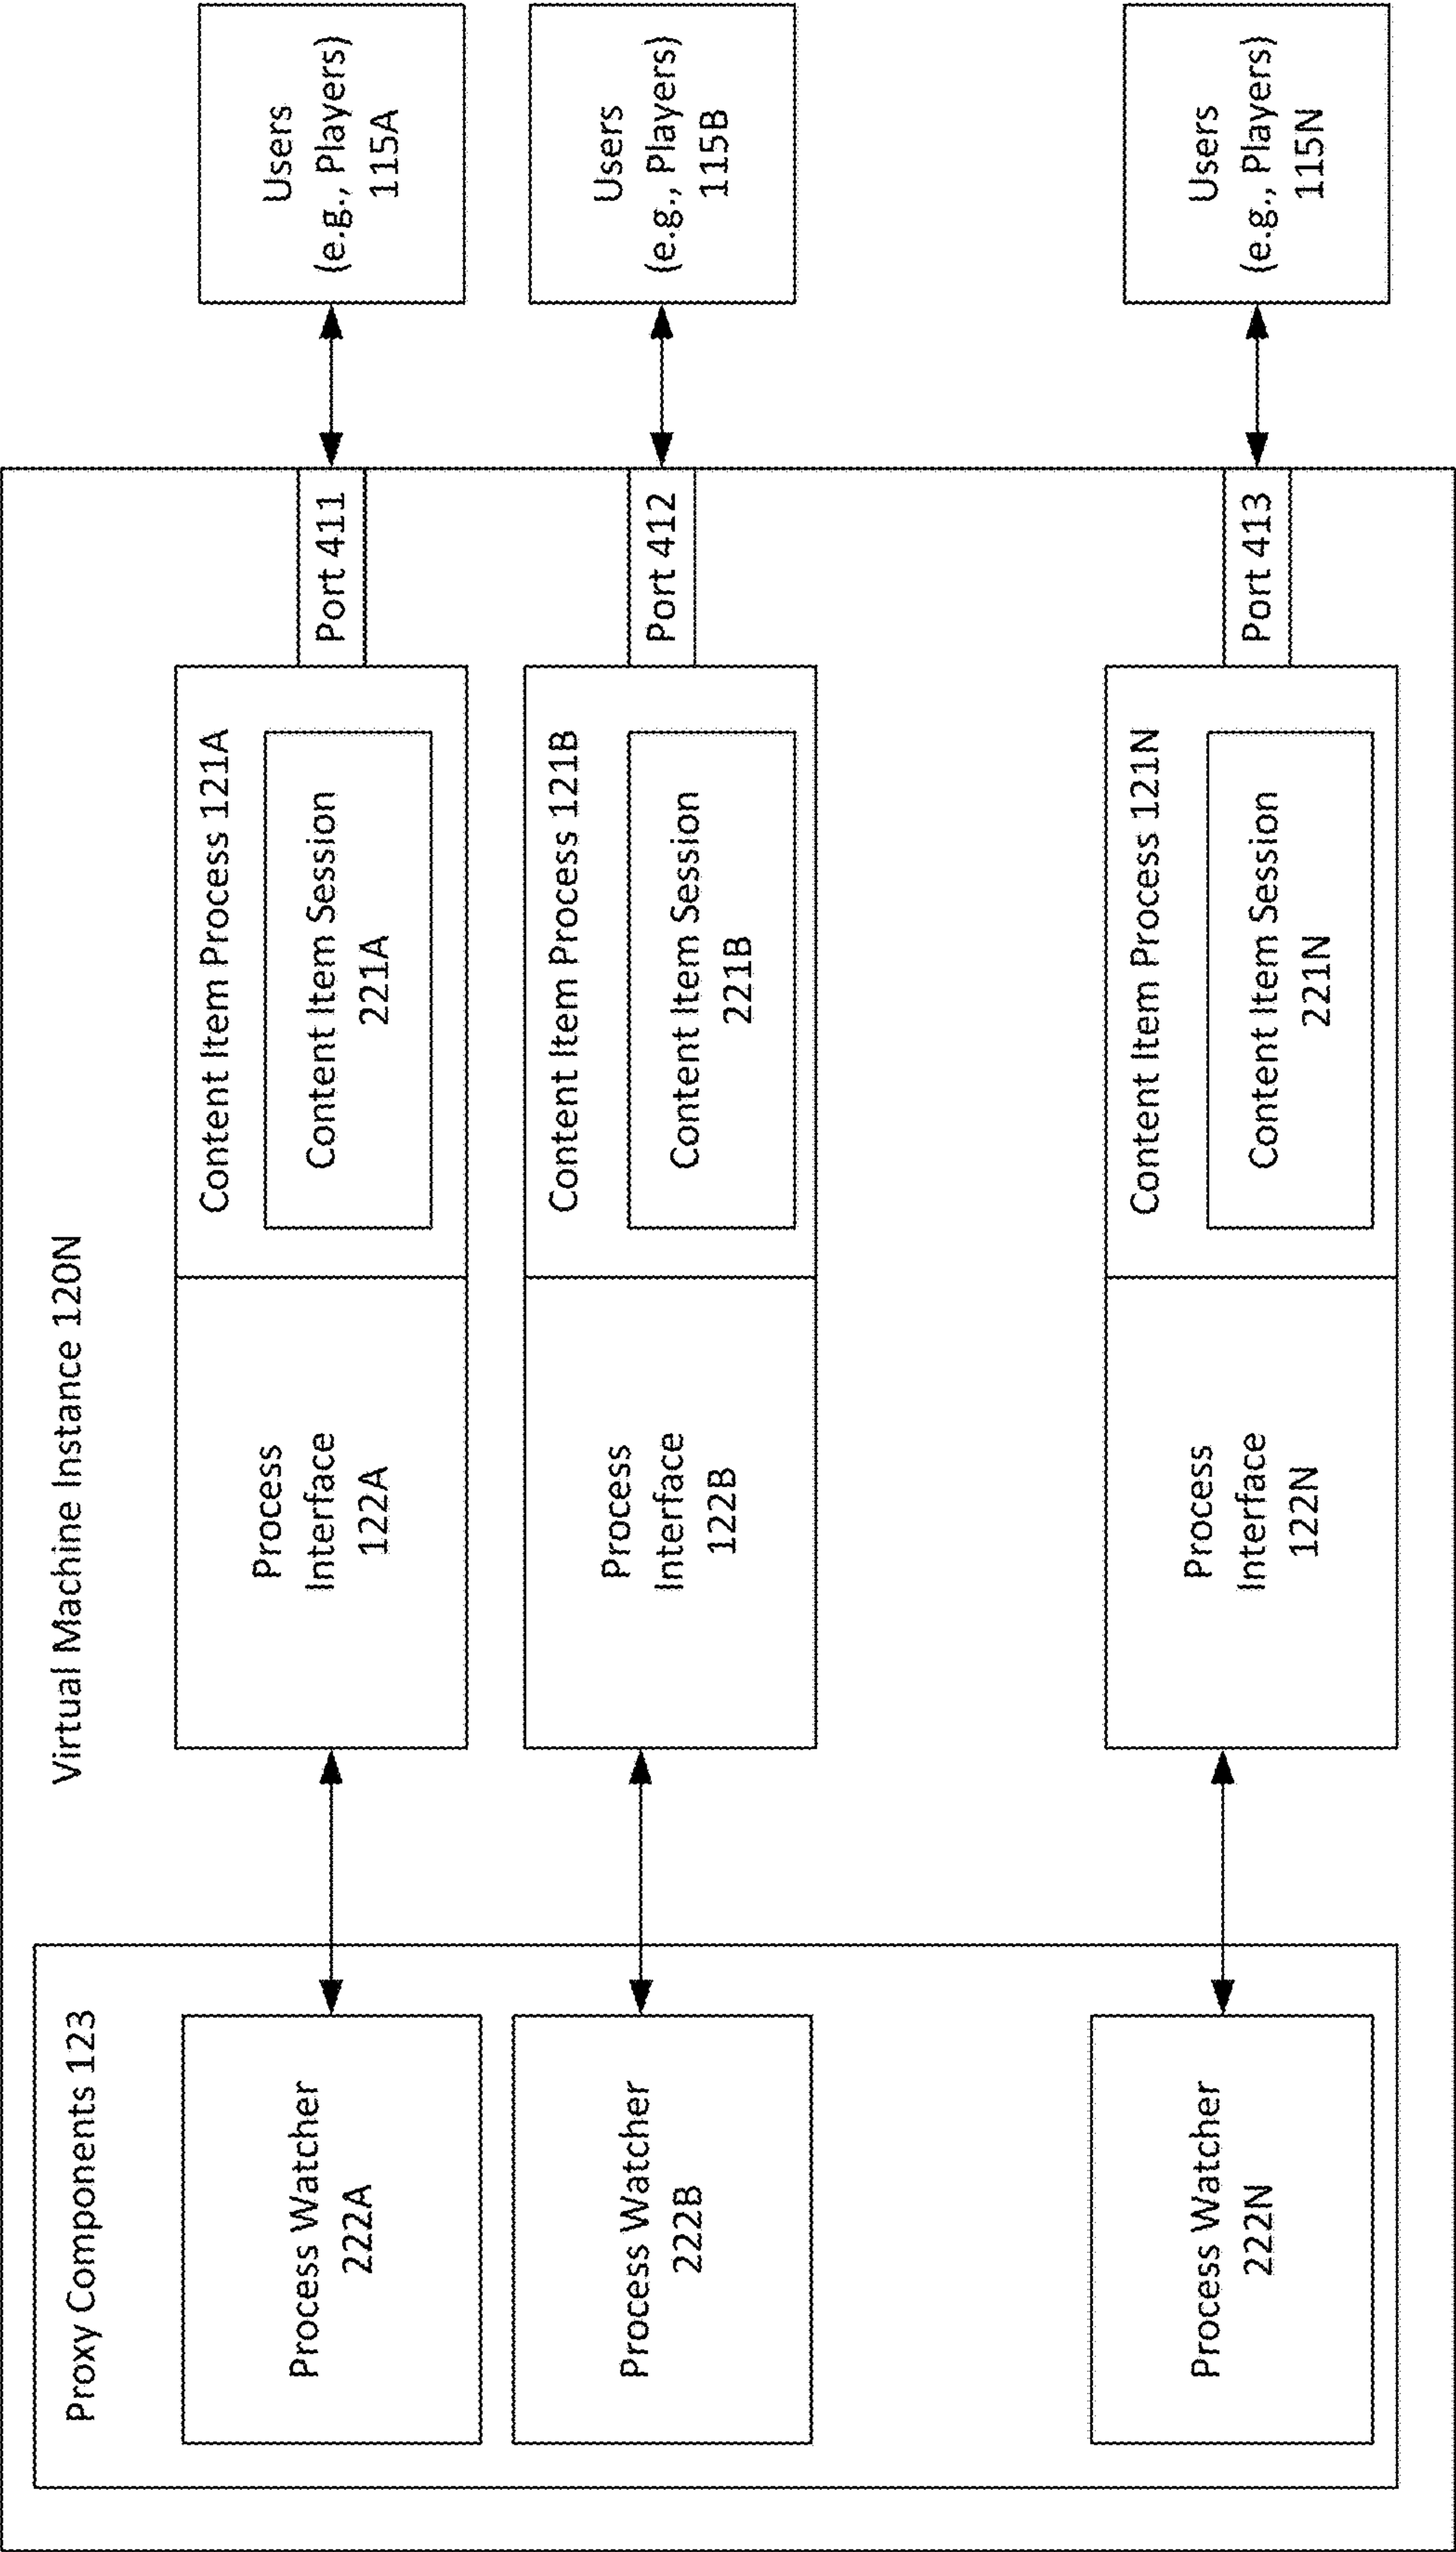 Virtual Machine Instance 120N
Proxy Components 123
Process Watcher
222A
Process
Interface
122A
Content Item Process 121A
Content Item Session
221A
Port 411
Users
(e.g., Players)
115A
Process Watcher
222B
Process
Interface
122B
Content Item Process 121B
Content Item Session
221B
Port 412
Users
(e.g., Players)
115B
Process Watcher
222N
Process
Interface
122N
Content Item Process 121N
Content Item Session
221N
Port 413
Users
(e.g., Players)
115N